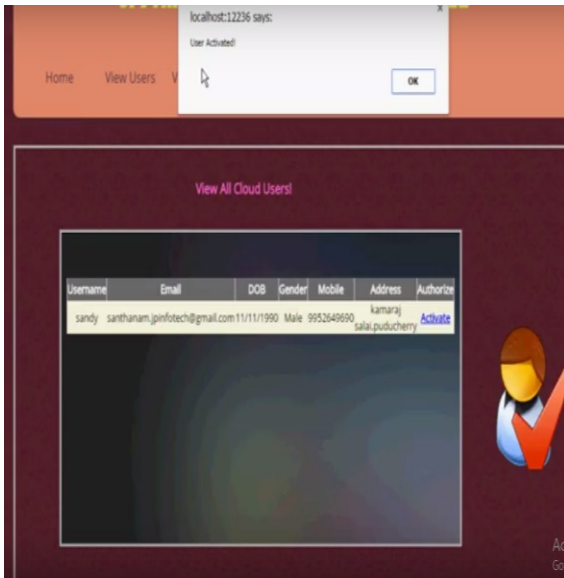 localhost:12236 says:
User Activated!
OK
Home View Users
View All Cloud Users!
Username Email DOB Gender Mobile Address Authorize
sandy santhanam.jpinfotech@gmail.com 11/11/1990 Male 9952649690 kamaraj salai,puducherry Activate